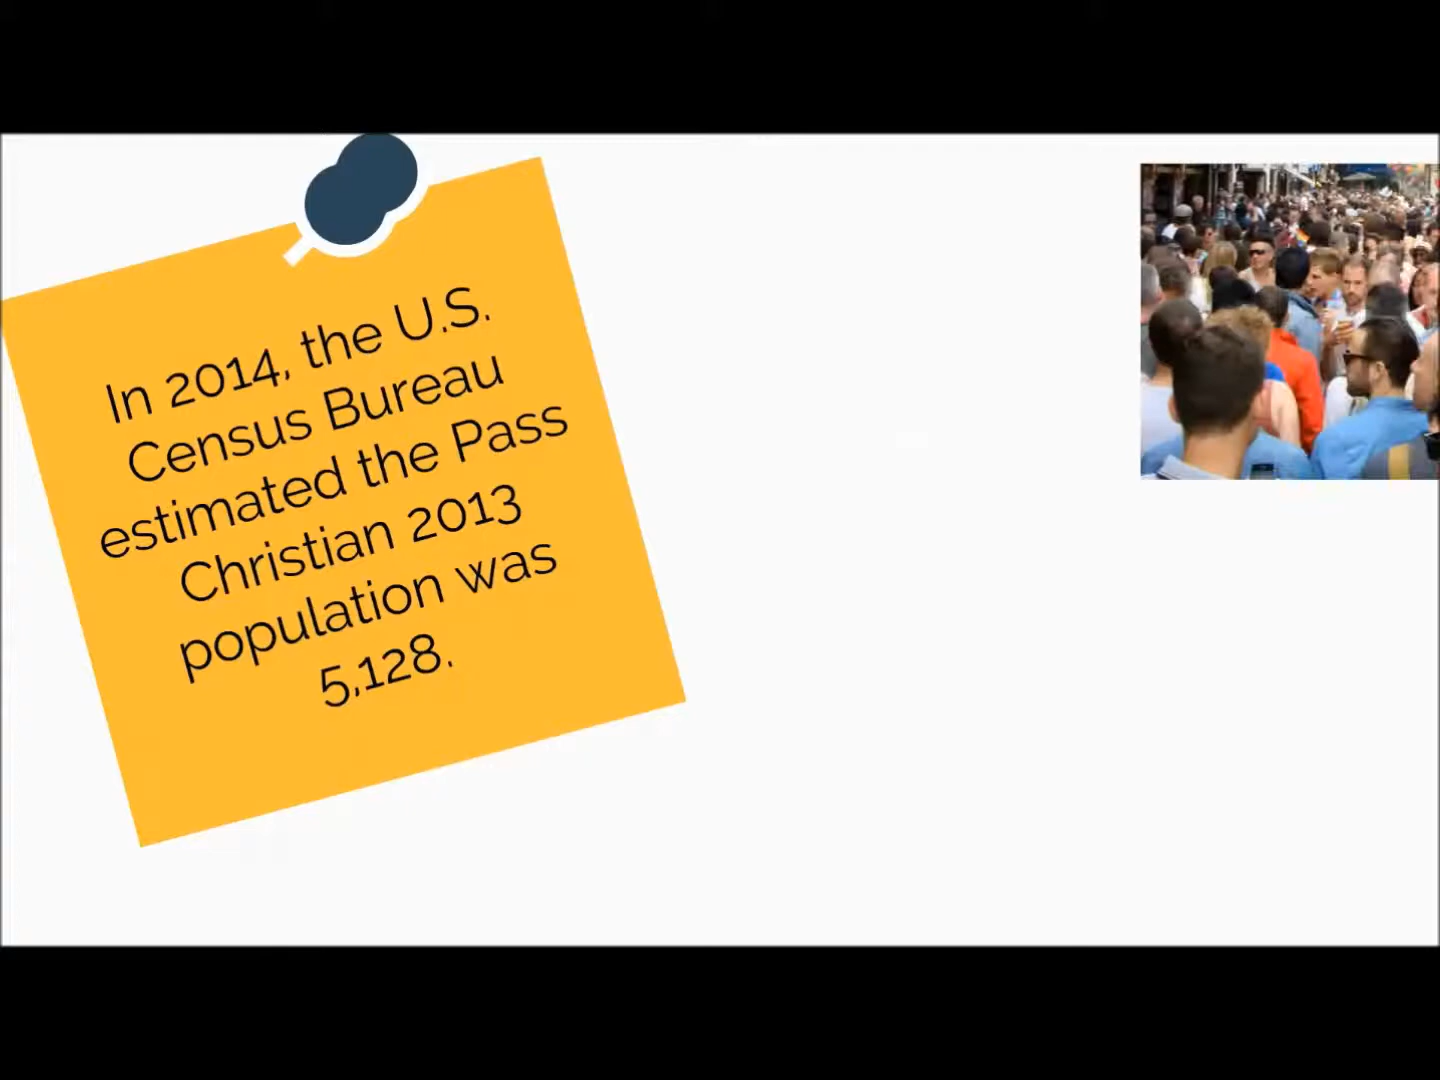 In 2014, the U.S.
Census Bureau
estimated the Pass
Christian 2013
population was
5,128.